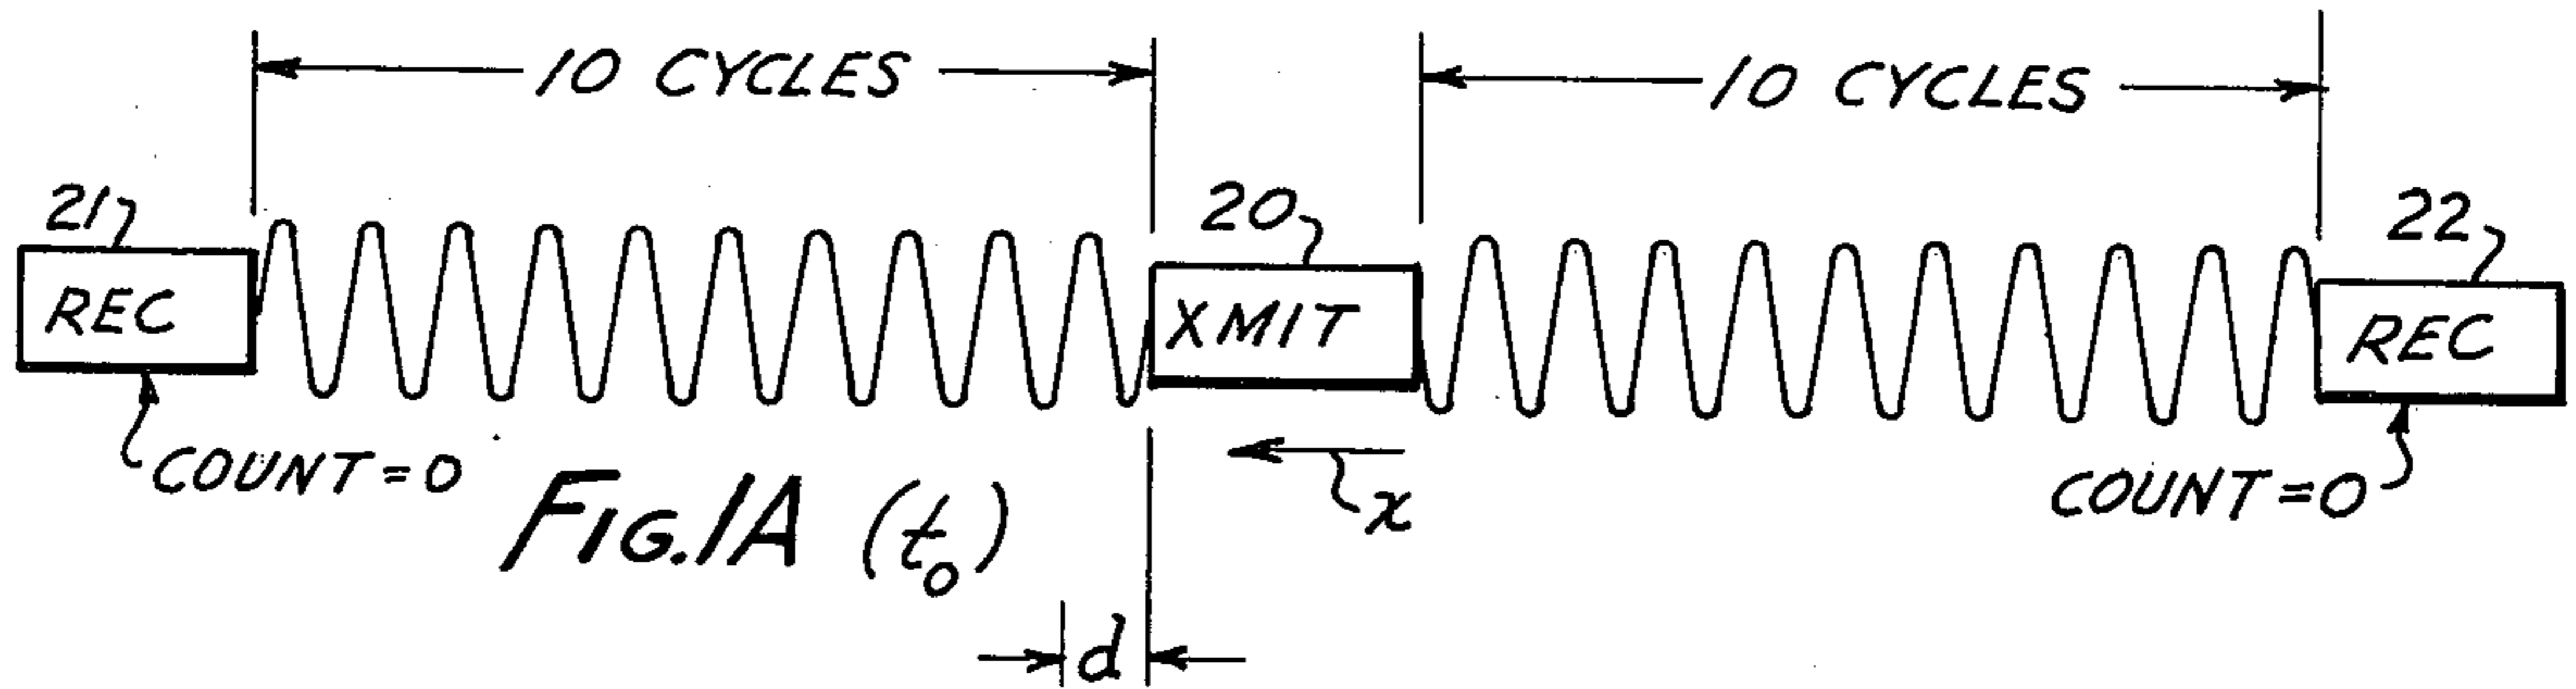 10 CYCLES
10 CYCLES
21
20
22
REC
XMIT
REC
COUNT=0
x
COUNT=0
FIG.1A (t₀)
d